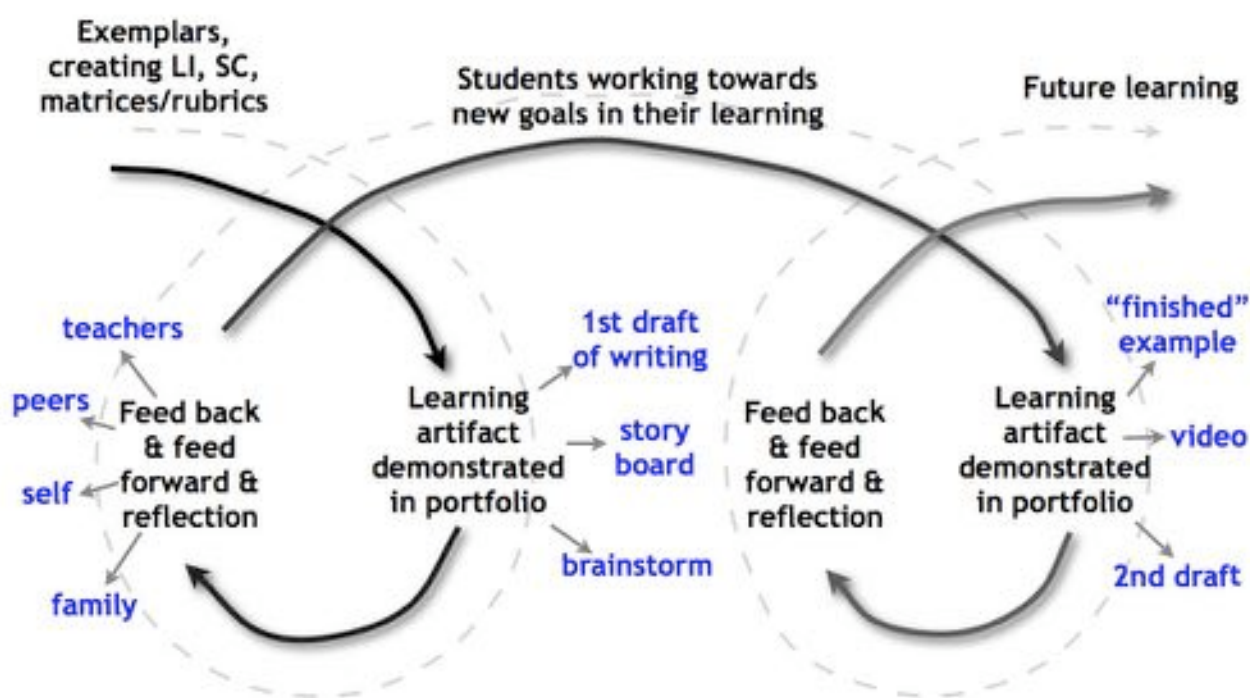 Exemplars,
creating LI, SC,
matrices/rubrics
Students working towards
new goals in their learning
Future learning
teachers
peers
self
family
Feed back
& feed
forward &
reflection
Learning
artifact
demonstrated
in portfolio
1st draft
of writing
story
board
brainstorm
Feed back
& feed
forward &
reflection
Learning
artifact
demonstrated
in portfolio
“finished”
example
video
2nd draft